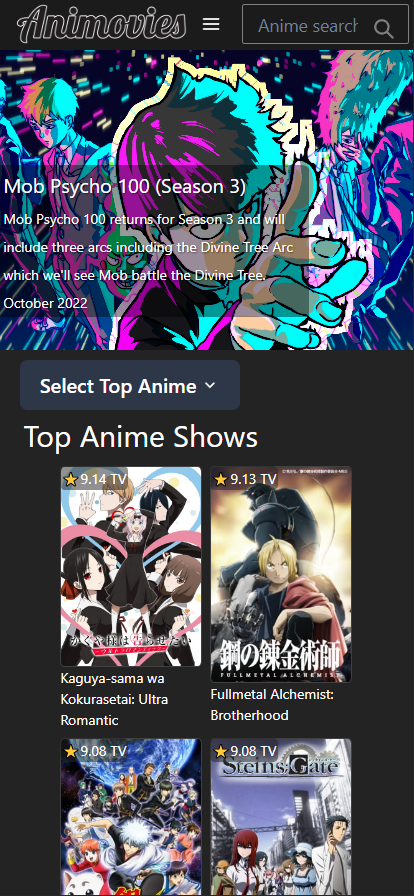 Animovies
Anime search
Mob Psycho 100 (Season 3)
Mob Psycho 100 returns for Season 3 and will
include three arcs including the Divine Tree Arc
which we'll see Mob battle the Divine Tree.
October 2022
Select Top Anime
Top Anime Shows
9.14 TV
かぐや様は告らせたい
ウルトラロマンティック
Kaguya-sama wa
Kokurasetai: Ultra
Romantic
9.13 TV
鋼の錬金術師
FULLMETAL ALCHEMIST
Fullmetal Alchemist:
Brotherhood
9.08 TV
9.08 TV
Steins;Gate